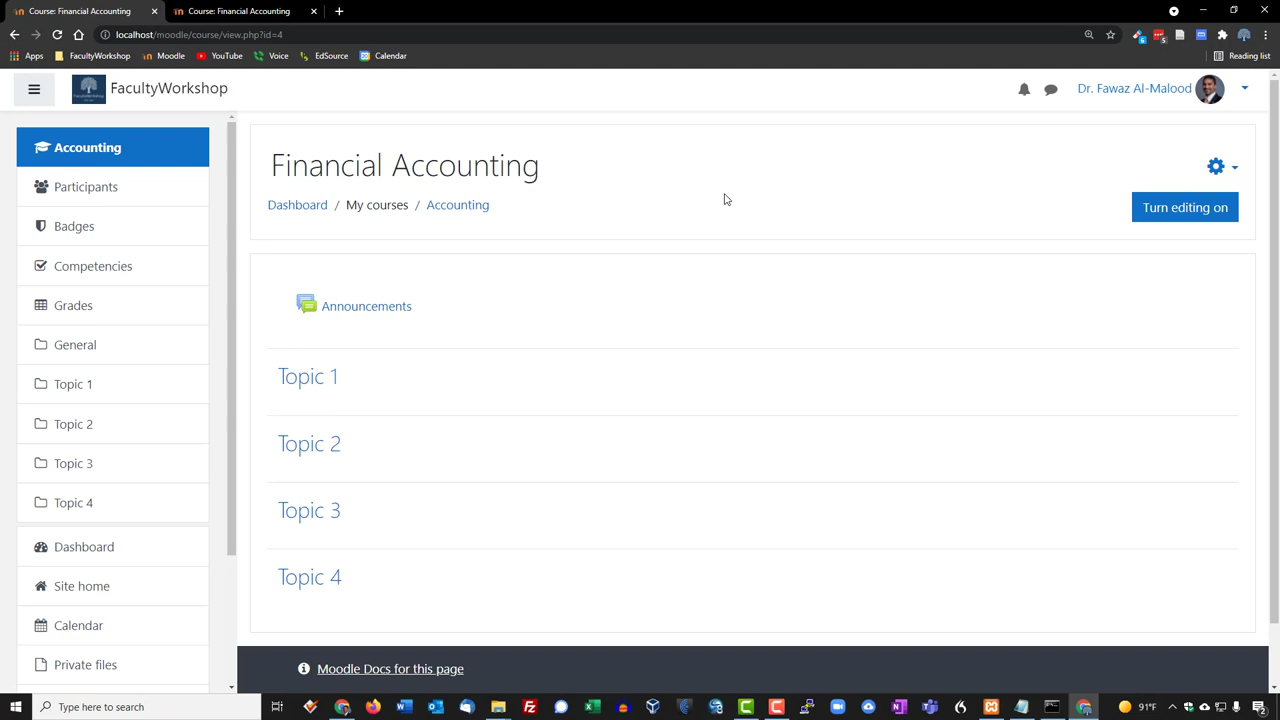 Course: Financial Accounting
Course: Financial Accounting
localhost/moodle/course/view.php?id=4
Apps
FacultyWorkshop
Moodle
YouTube
Voice
EdSource
Calendar
Reading list
FacultyWorkshop
Dr. Fawaz Al-Malood
Accounting
Participants
Badges
Competencies
Grades
General
Topic 1
Topic 2
Topic 3
Topic 4
Dashboard
Site home
Calendar
Private files
Financial Accounting
Dashboard / My courses / Accounting
Turn editing on
Announcements
Topic 1
Topic 2
Topic 3
Topic 4
Moodle Docs for this page
Type here to search
91°F